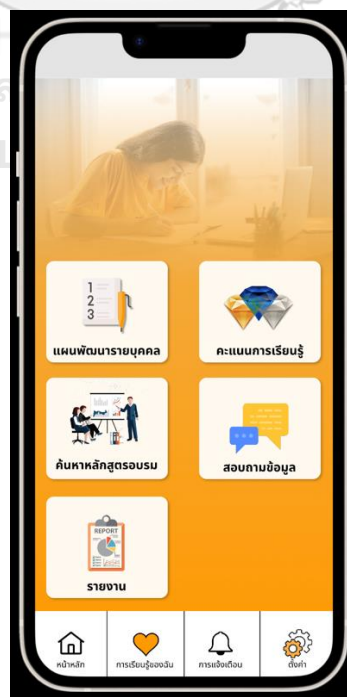 1
2
3
แผนพัฒนารายบุคคล
คะแนนการเรียนรู้
ค้นหาหลักสูตรอบรม
สอบถามข้อมูล
REPORT
รายงาน
หน้าหลัก
การเรียนรู้ของฉัน
การแจ้งเตือน
ตั้งค่า